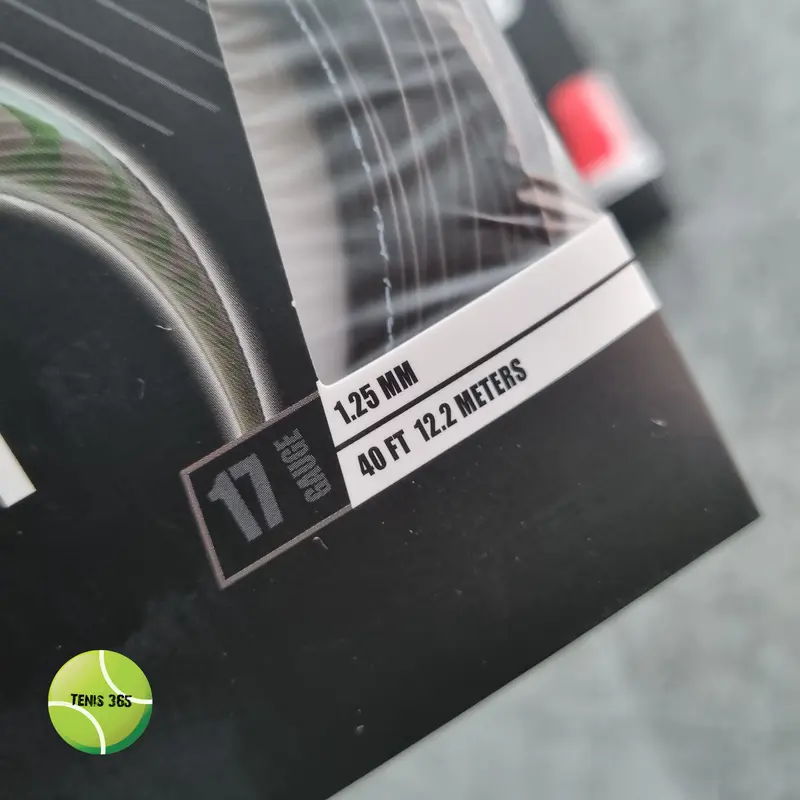 1.25 MM
40 FT 12.2 METERS
17
GAUGE
TENIS 365